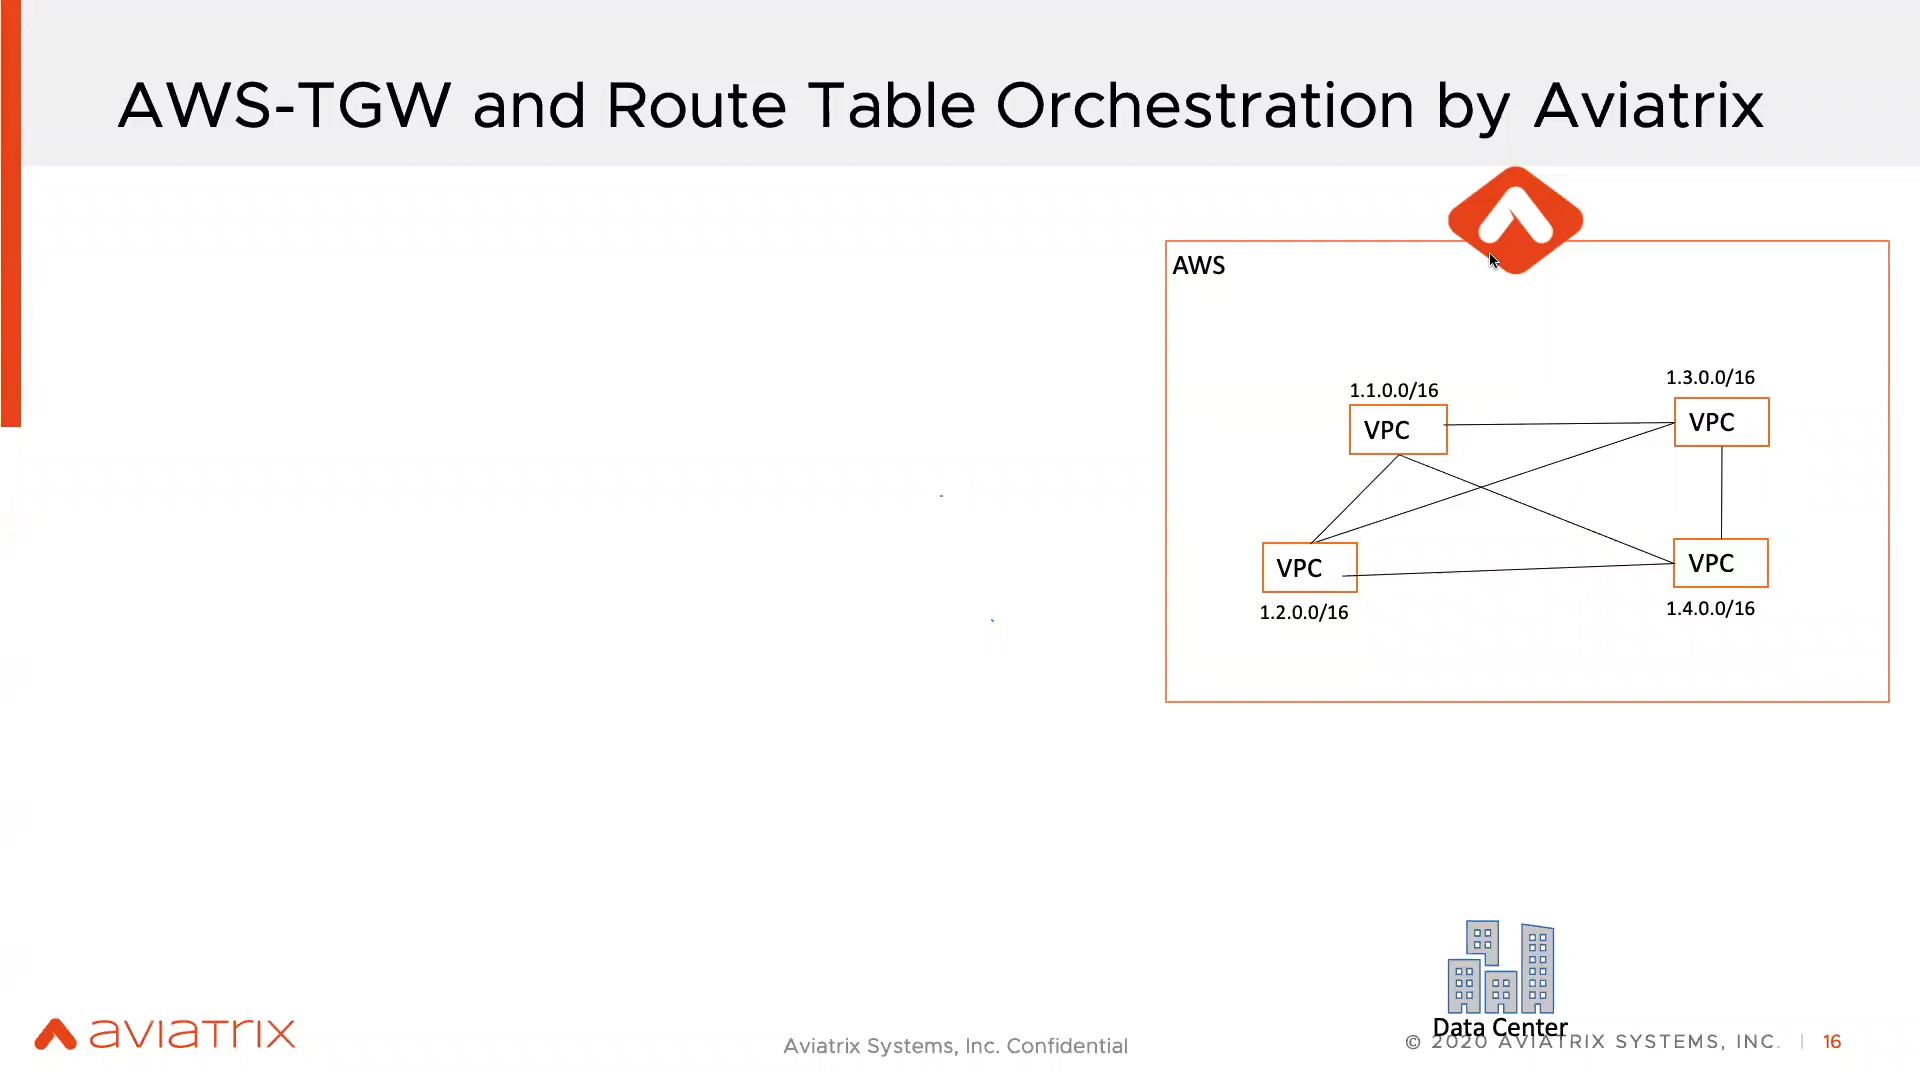 AWS-TGW and Route Table Orchestration by Aviatrix
AWS
1.1.0.0/16
VPC
1.3.0.0/16
VPC
VPC
1.2.0.0/16
VPC
1.4.0.0/16
Data Center
aviatrix
Aviatrix Systems, Inc. Confidential
© 2020 AVIATRIX SYSTEMS, INC. | 16